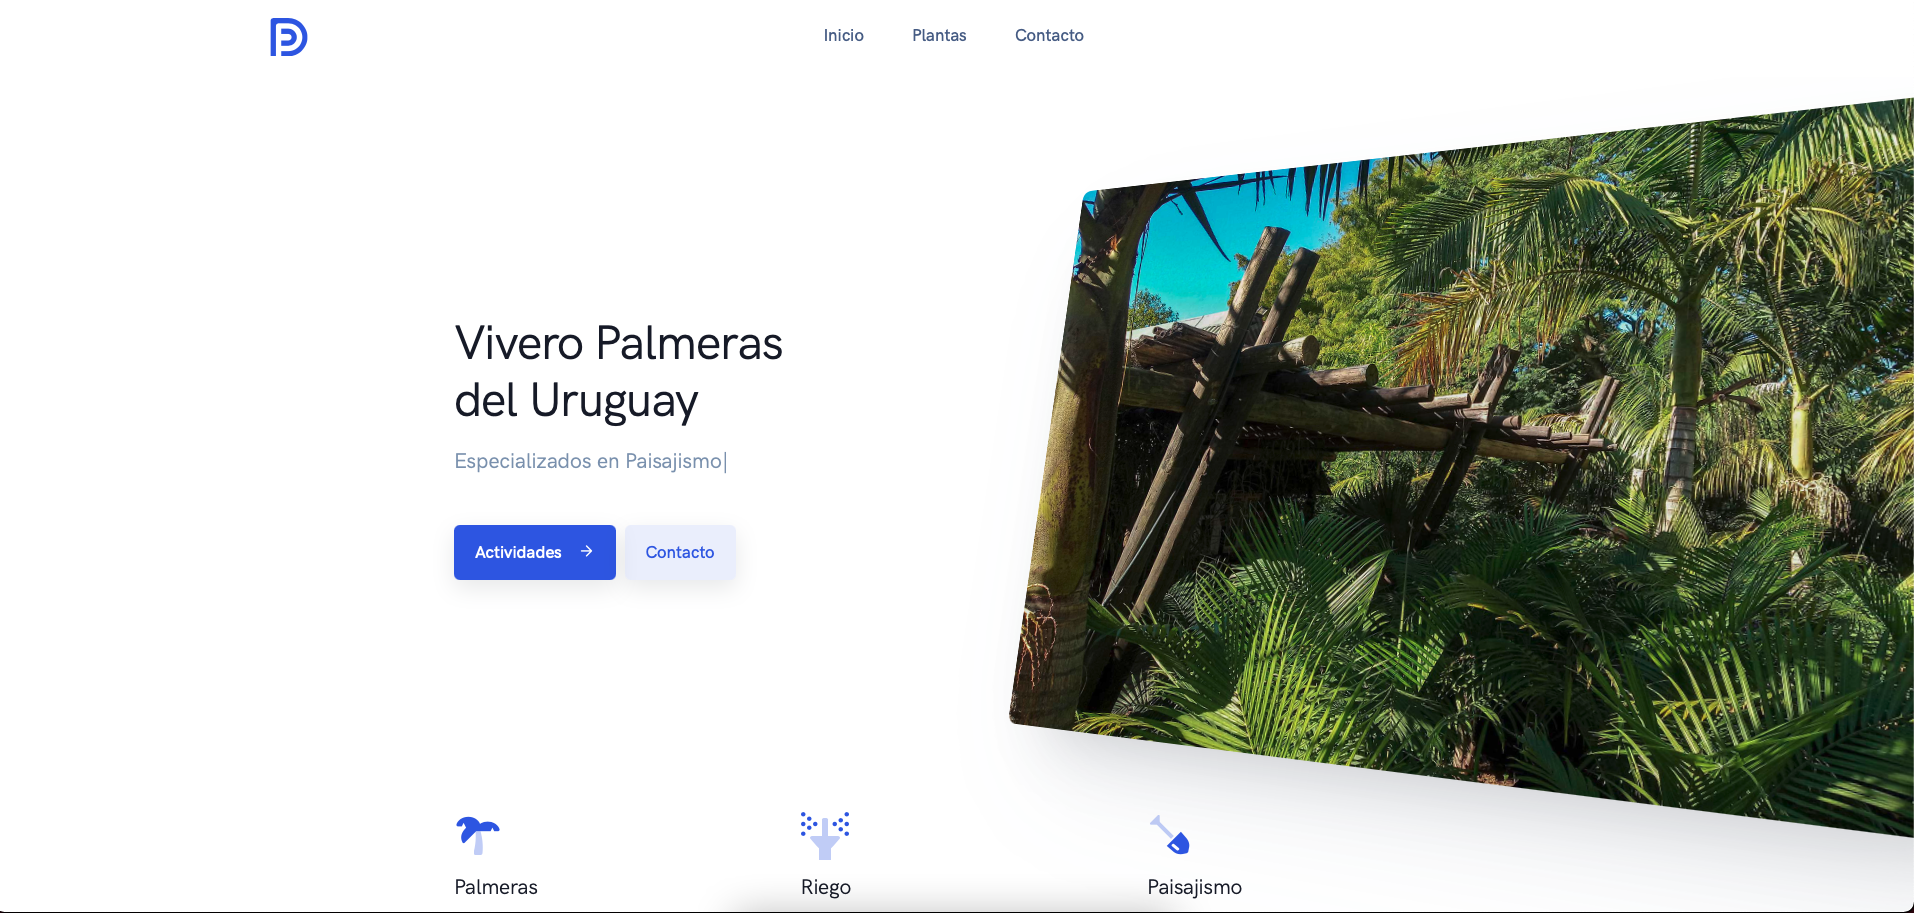 Inicio
Plantas
Contacto
Vivero Palmeras
del Uruguay
Especializados en Paisajismo|
Actividades →
Contacto
Palmeras
Riego
Paisajismo